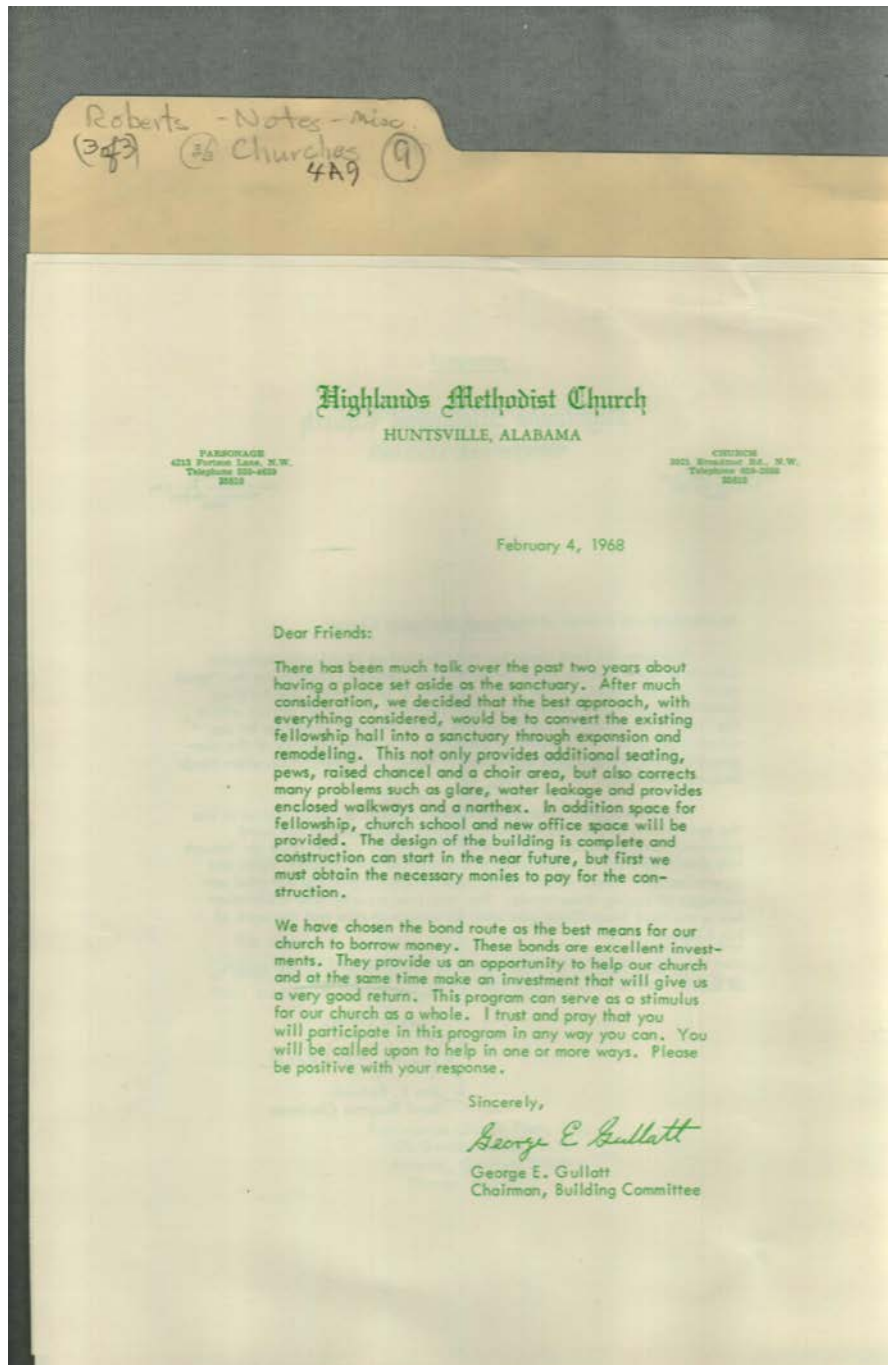 Roberts - Notes - misc.
(3 of 3) Churches 9
4A9
Highlands Methodist Church
HUNTSVILLE, ALABAMA
PARSONAGE
4213 Lane, N.W.
Telephone
CHURCH
Rd., N.W.
Telephone
February 4, 1968
Dear Friends:
There has been much talk over the past two years about
having a place set aside as the sanctuary. After much
consideration, we decided that the best approach, with
everything considered, would be to convert the existing
fellowship hall into a sanctuary through expansion and
remodeling. This not only provides additional seating,
pews, raised chancel and a choir area, but also corrects
many problems such as glare, water leakage and provides
enclosed walkways and a narthex. In addition space for
fellowship, church school and new office space will be
provided. The design of the building is complete and
construction can start in the near future, but first we
must obtain the necessary monies to pay for the con-
struction.
We have chosen the bond route as the best means for our
church to borrow money. These bonds are excellent invest-
ments. They provide us an opportunity to help our church
and at the same time make an investment that will give us
a very good return. This program can serve as a stimulus
for our church as a whole. I trust and pray that you
will participate in this program in any way you can. You
will be called upon to help in one or more ways. Please
be positive with your response.
Sincerely,
George E Gullatt
George E. Gullatt
Chairman, Building Committee